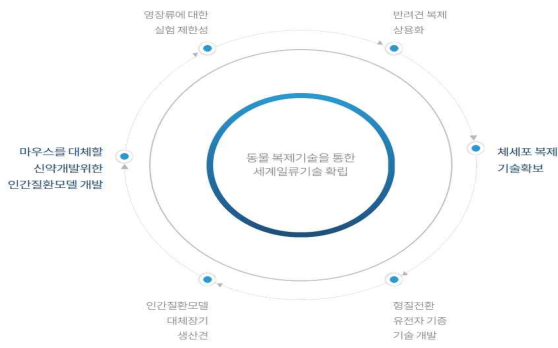 영장류에 대한
실험 제한성
반려견 복제
상용화
마우스를 대체할
신약개발위한
인간질환모델 개발
동물 복제기술을 통한
세계일류기술 확립
체세포 복제
기술확보
인간질환모델
대체장기
생산견
형질전환
유전자 기증
기술 개발